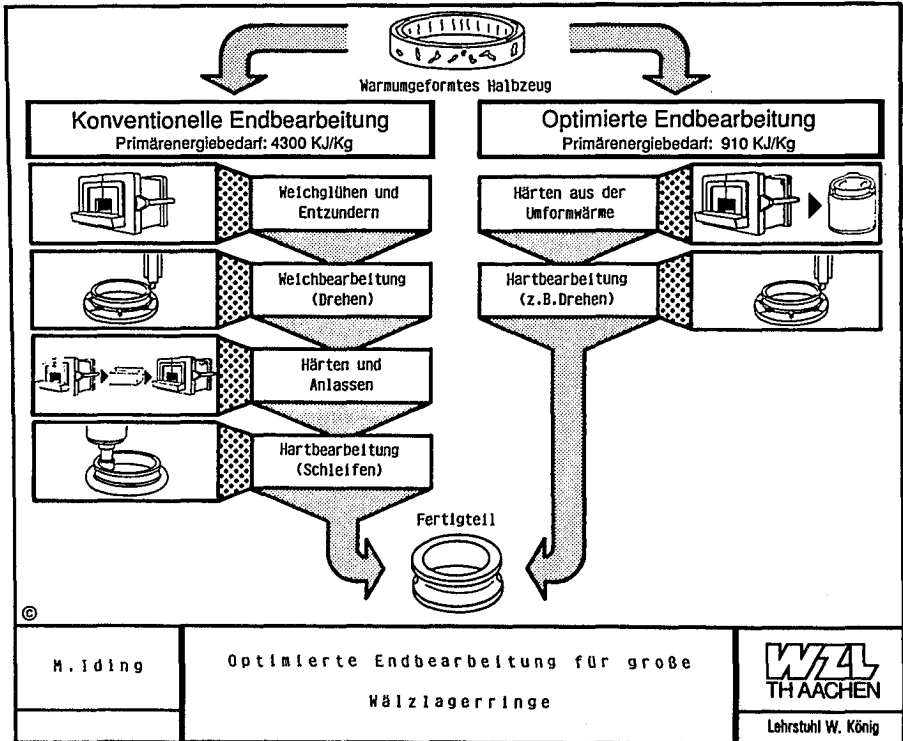 Warmumgeformtes Halbzeug
Konventionelle Endbearbeitung
Primärenergiebedarf: 4300 KJ/Kg
Weichglühen und
Entzundern
Weichbearbeitung
(Drehen)
Härten und
Anlassen
Hartbearbeitung
(Schleifen)
Optimierte Endbearbeitung
Primärenergiebedarf: 910 KJ/Kg
Härten aus der
Umformwärme
Hartbearbeitung
(z.B.Drehen)
Fertigteil
©
M.Iding
Optimierte Endbearbeitung für große
Wälzlagerringe
WZL
TH AACHEN
Lehrstuhl W. König